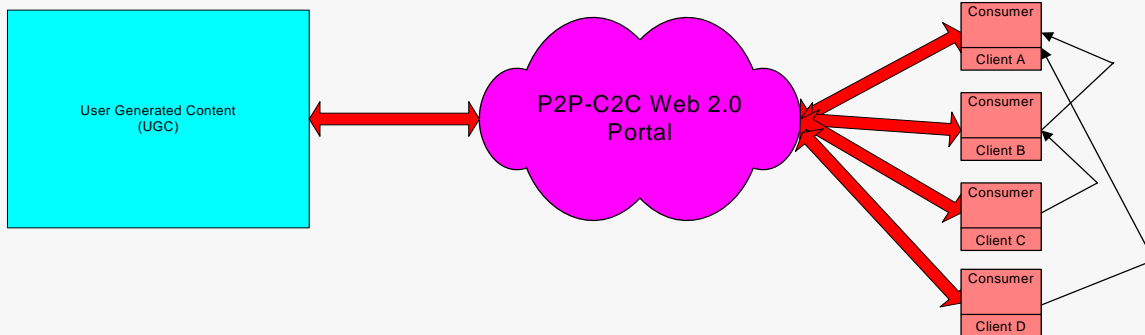 User Generated Content
(UGC)
P2P-C2C Web 2.0
Portal
Consumer
Client A
Consumer
Client B
Consumer
Client C
Consumer
Client D